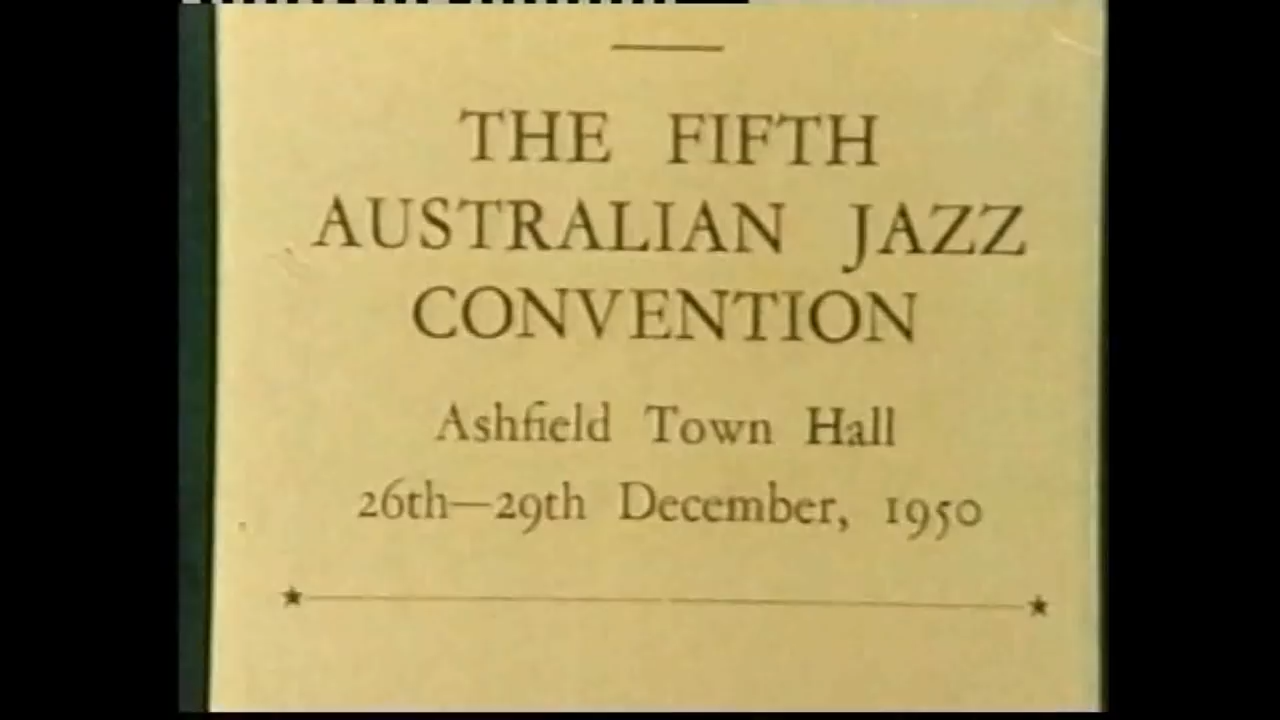 THE FIFTH
AUSTRALIAN JAZZ
CONVENTION
Ashfield Town Hall
26th—29th December, 1950